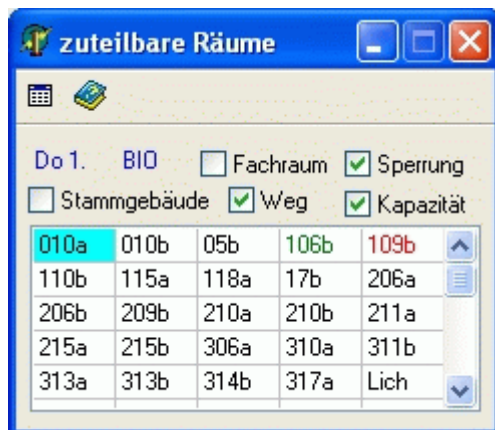 zuteilbare Räume
Do 1. BIO Fachraum Sperrung
Stammgebäude Weg Kapazität
010a 010b 05b 106b 109b
110b 115a 118a 17b 206a
206b 209b 210a 210b 211a
215a 215b 306a 310a 311b
313a 313b 314b 317a Lich